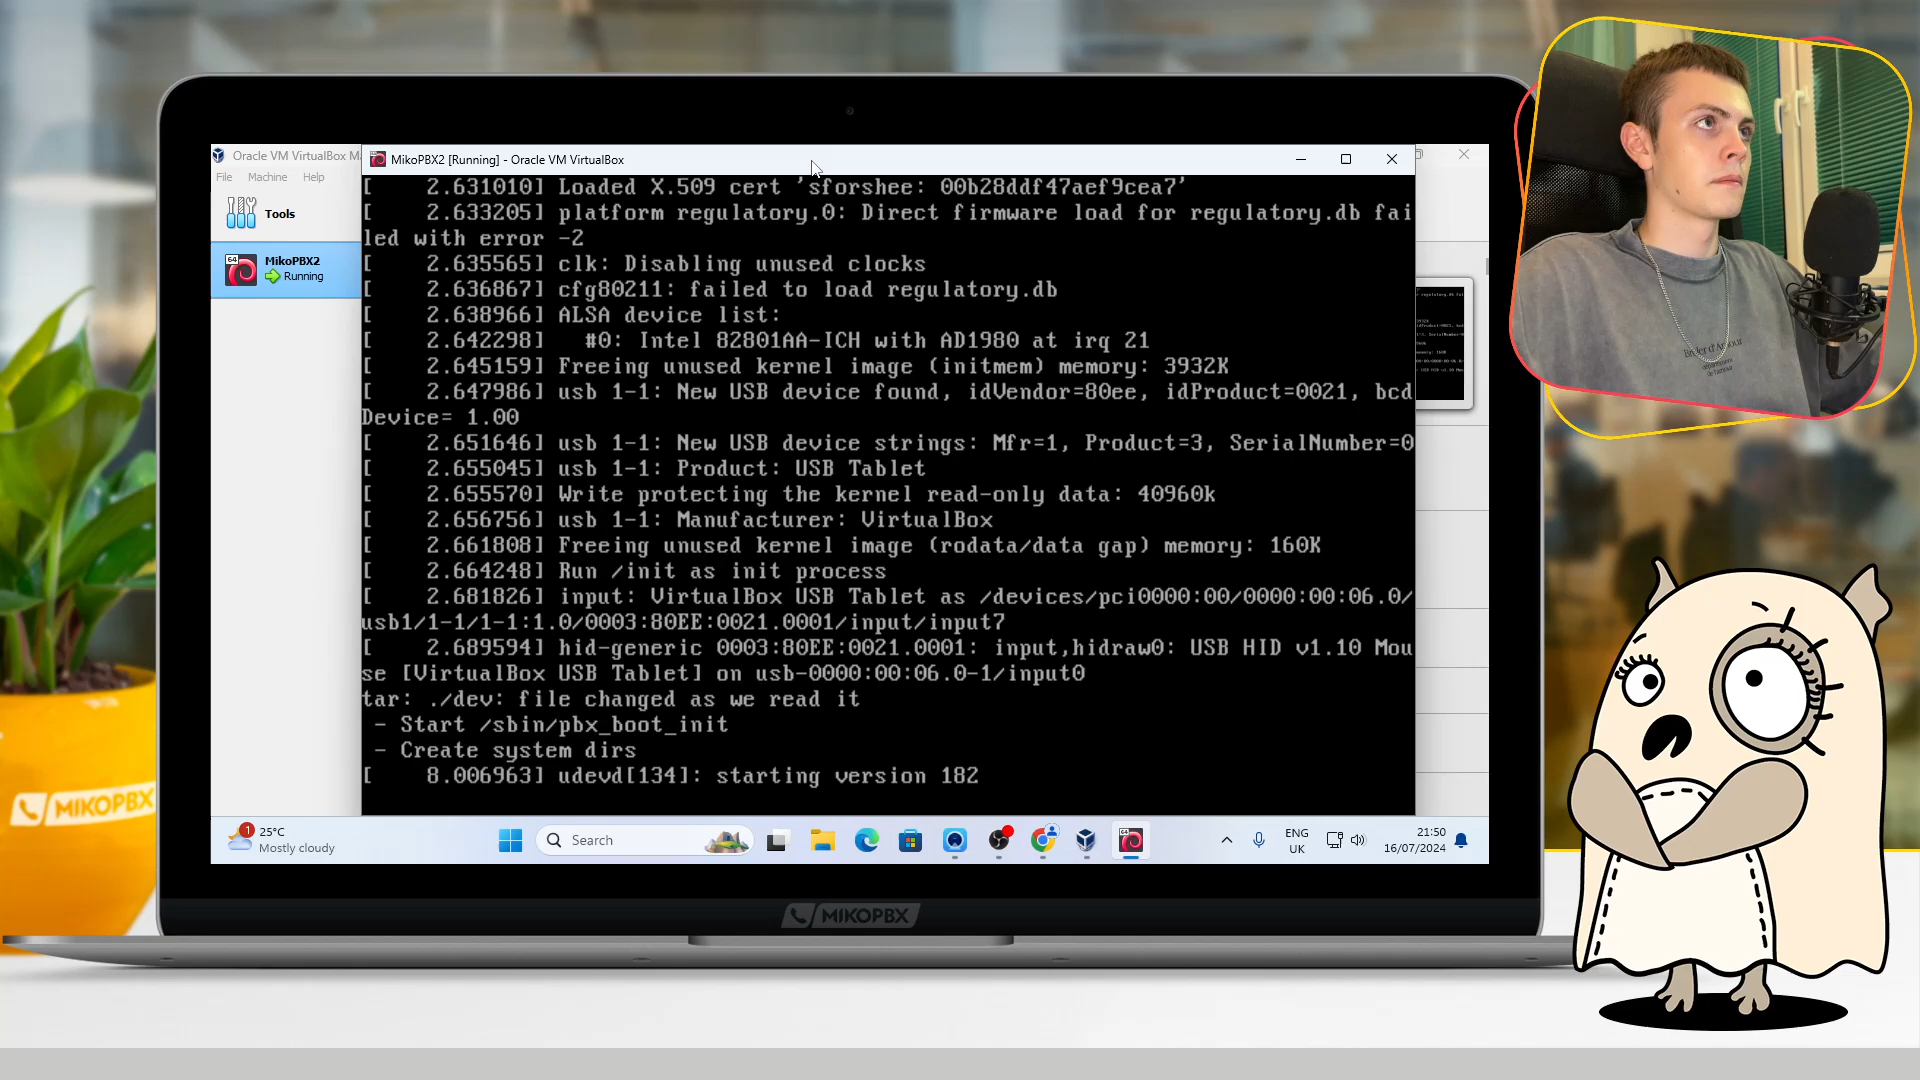 Oracle VM VirtualBox Ma
File Machine Help
Tools
64
MikoPBX2
Running
64
MikoPBX2 [Running] - Oracle VM VirtualBox
[    2.631010] Loaded X.509 cert 'sforshee: 00b28ddf47aef9cea7'
[    2.633205] platform regulatory.0: Direct firmware load for regulatory.db fai
led with error -2
[    2.635565] clk: Disabling unused clocks
[    2.636867] cfg80211: failed to load regulatory.db
[    2.638966] ALSA device list:
[    2.642298]   #0: Intel 82801AA-ICH with AD1980 at irq 21
[    2.645159] Freeing unused kernel image (initmem) memory: 3932K
[    2.647986] usb 1-1: New USB device found, idVendor=80ee, idProduct=0021, bcd
Device= 1.00
[    2.651646] usb 1-1: New USB device strings: Mfr=1, Product=3, SerialNumber=0
[    2.655045] usb 1-1: Product: USB Tablet
[    2.655570] Write protecting the kernel read-only data: 40960k
[    2.656756] usb 1-1: Manufacturer: VirtualBox
[    2.661808] Freeing unused kernel image (rodata/data gap) memory: 160K
[    2.664248] Run /init as init process
[    2.681826] input: VirtualBox USB Tablet as /devices/pci0000:00/0000:00:06.0/
usb1/1-1/1-1:1.0/0003:80EE:0021.0001/input/input7
[    2.689594] hid-generic 0003:80EE:0021.0001: input,hidraw0: USB HID v1.10 Mou
se [VirtualBox USB Tablet] on usb-0000:00:06.0-1/input0
tar: ./dev: file changed as we read it
- Start /sbin/pbx_boot_init
- Create system dirs
[    8.006963] udevd[134]: starting version 182
1
25°C
Mostly cloudy
Search
64
ENG
UK
21:50
16/07/2024
MIKOPBX
MIKOPBX